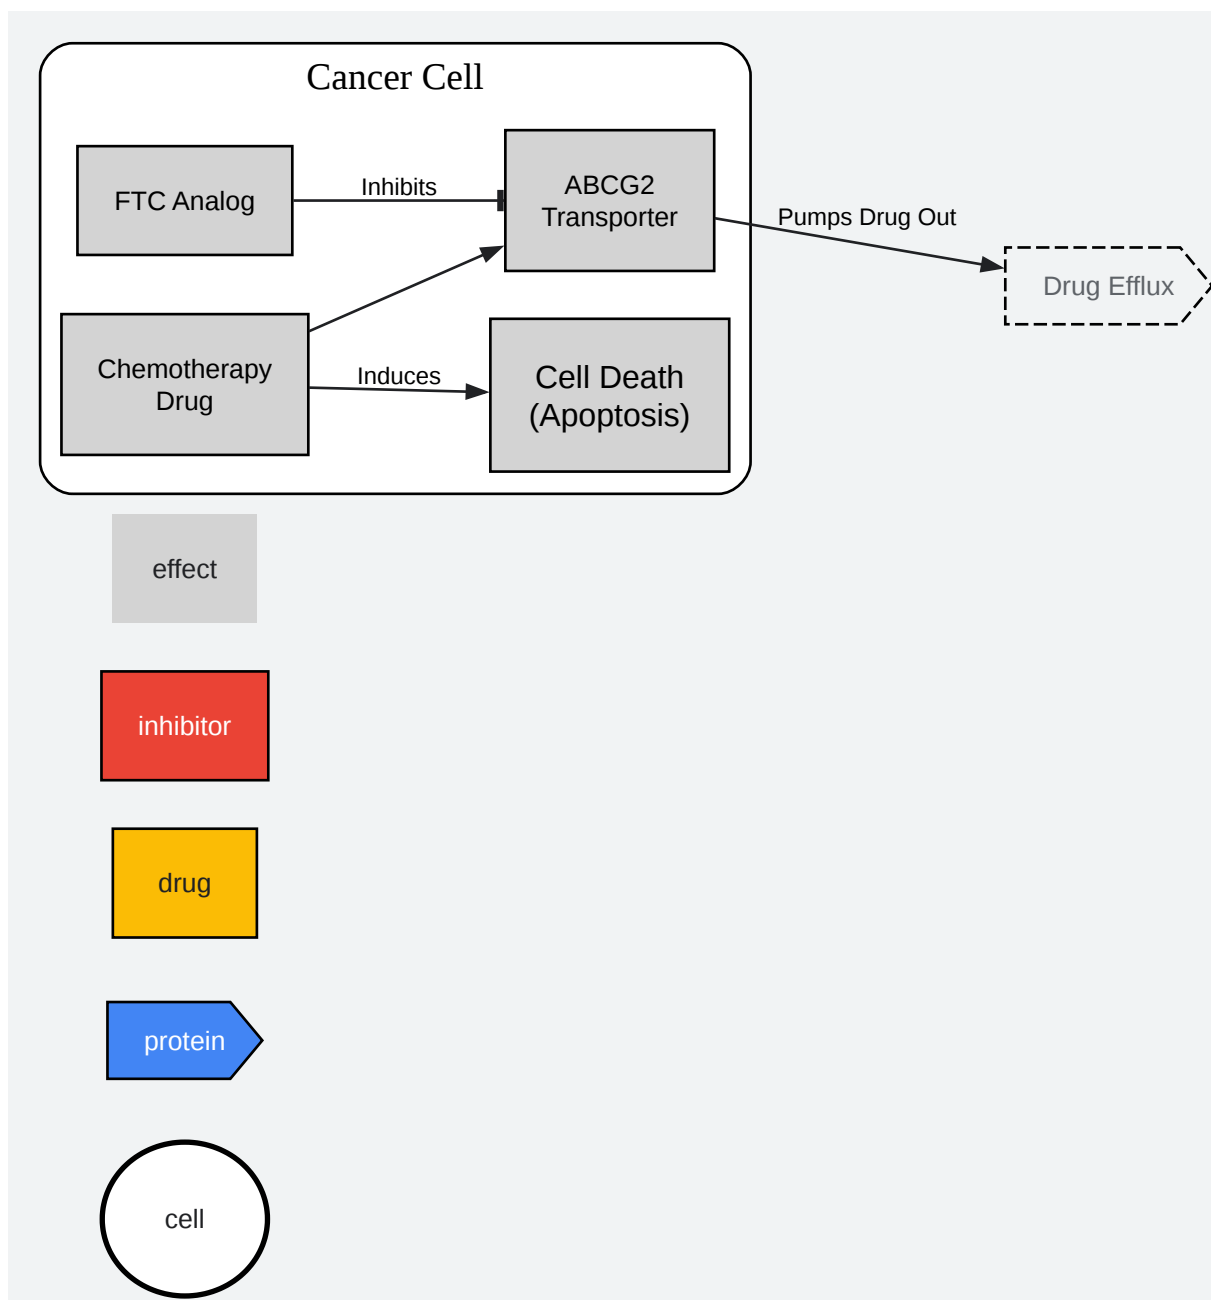 Cancer Cell
FTC Analog
Inhibits
ABCG2
Transporter
Pumps Drug Out
Drug Efflux
Chemotherapy
Drug
Induces
Cell Death
(Apoptosis)
effect
inhibitor
drug
protein
cell